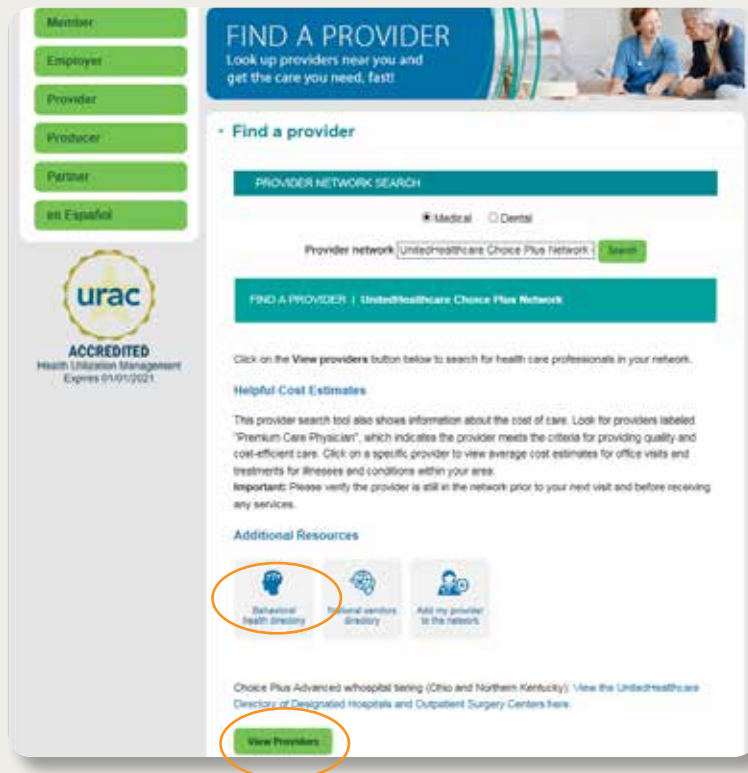 Member
Employer
Provider
Producer
Partner
en Español
urac
ACCREDITED
Health Utilization Management
Expires 01/01/2021
FIND A PROVIDER
Look up providers near you and
get the care you need, fast!
Find a provider
PROVIDER NETWORK SEARCH
Medical Dental
Provider network UnitedHealthcare Choice Plus Network Search
FIND A PROVIDER | UnitedHealthcare Choice Plus Network
Click on the View providers button below to search for health care professionals in your network.
Helpful Cost Estimates
This provider search tool also shows information about the cost of care. Look for providers labeled
"Premium Care Physician", which indicates the provider meets the criteria for providing quality and
cost-efficient care. Click on a specific provider to view average cost estimates for office visits and
treatments for illnesses and conditions within your area.
Important: Please verify the provider is still in the network prior to your next visit and before receiving
any services.
Additional Resources
Behavioral
health directory
National vendors
directory
Add my provider
to the network
Choice Plus Advanced w/hospital tiering (Ohio and Northern Kentucky): View the UnitedHealthcare
Directory of Designated Hospitals and Outpatient Surgery Centers here.
View Providers